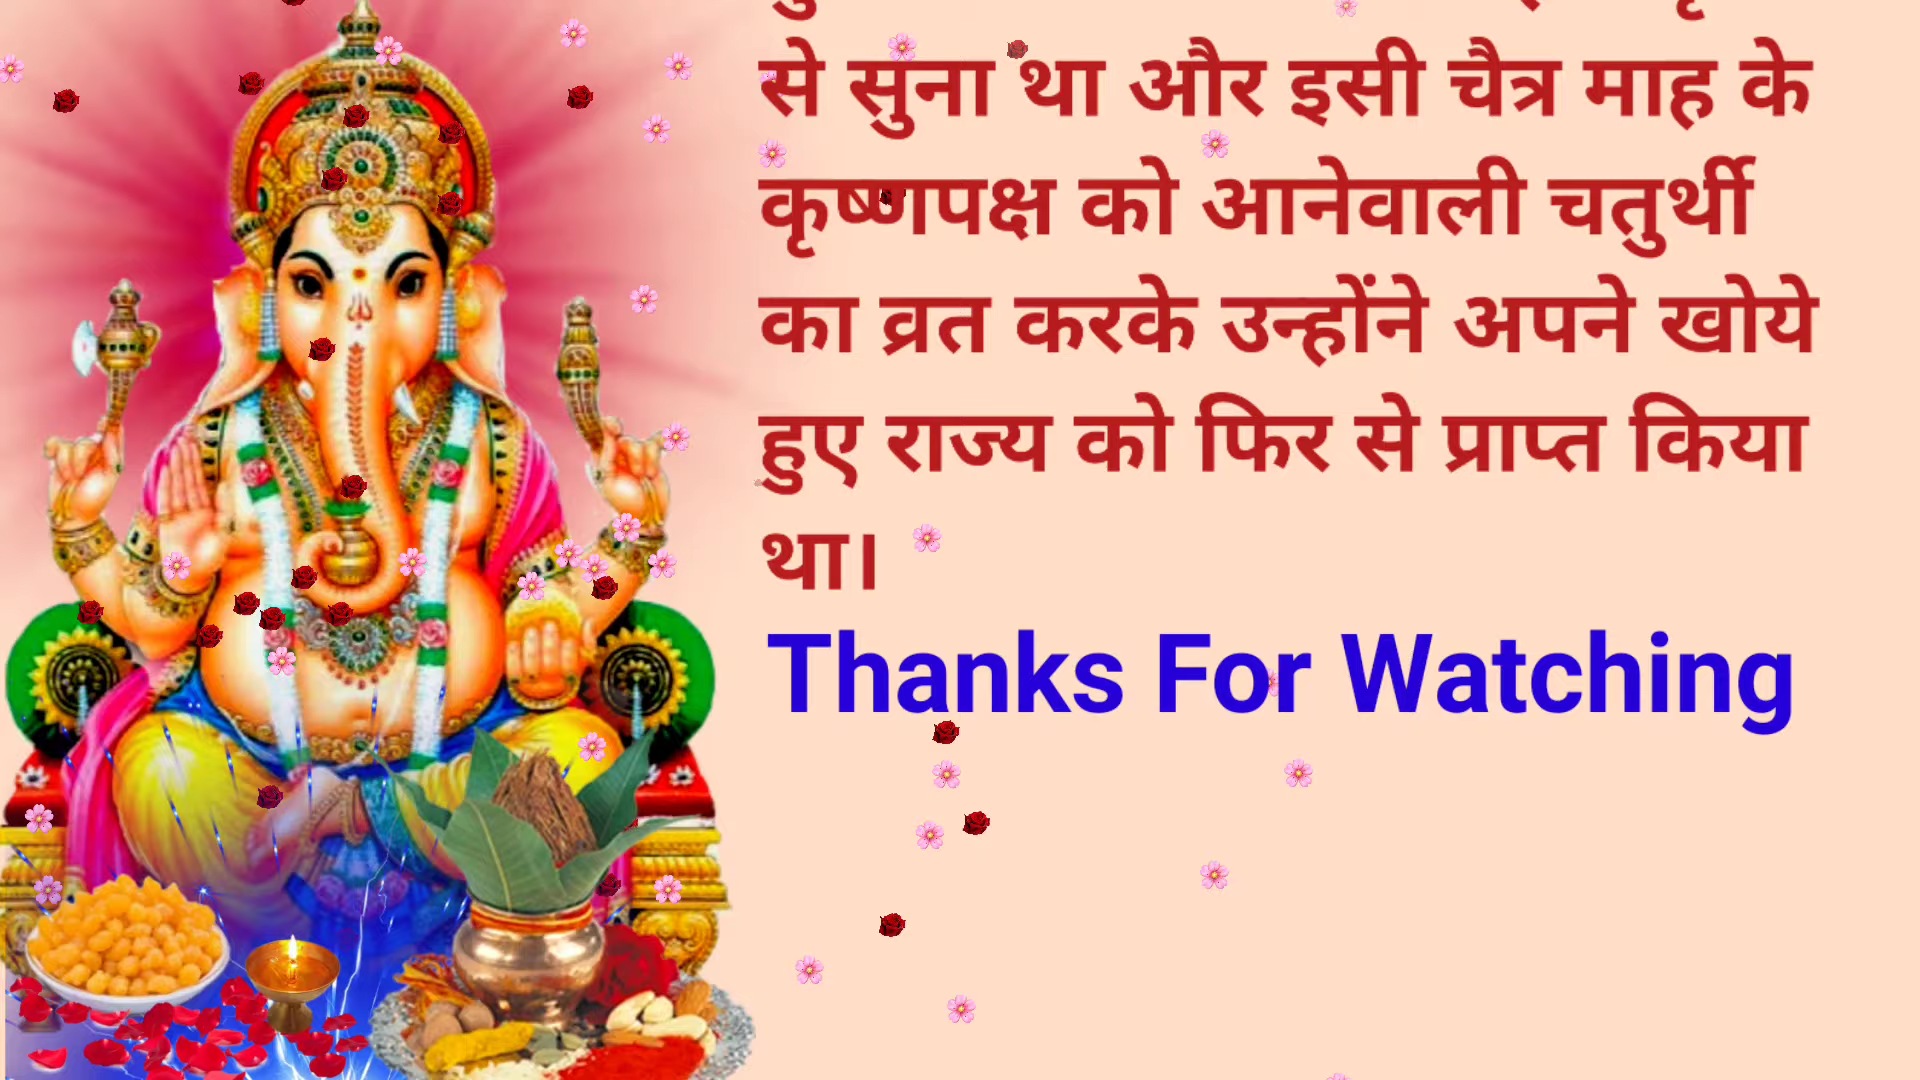 से सुना था और इसी चैत्र माह के
कृष्णपक्ष को आनेवाली चतुर्थी
का व्रत करके उन्होंने अपने खोये
हुए राज्य को फिर से प्राप्त किया
था।
Thanks For Watching